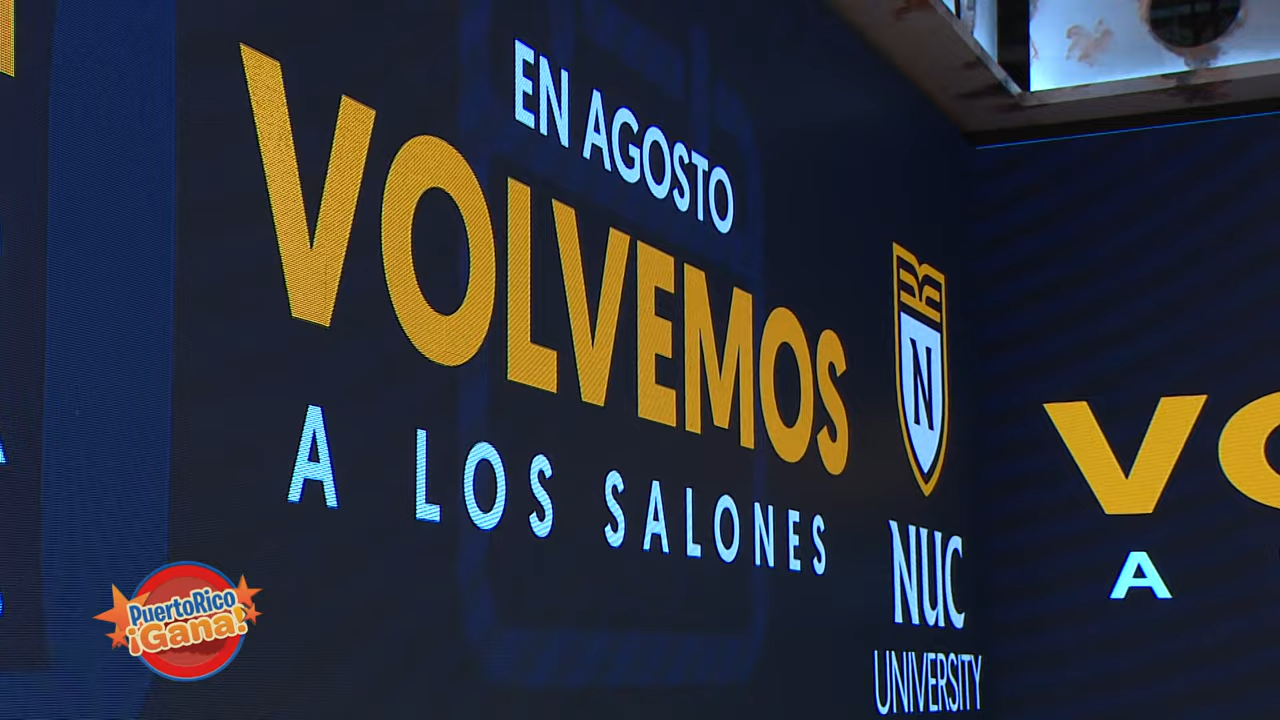 EN AGOSTO
VOLVEMOS
A LOS SALONES
N
NUC
UNIVERSITY
VO
A
PuertoRico
¡Gana!